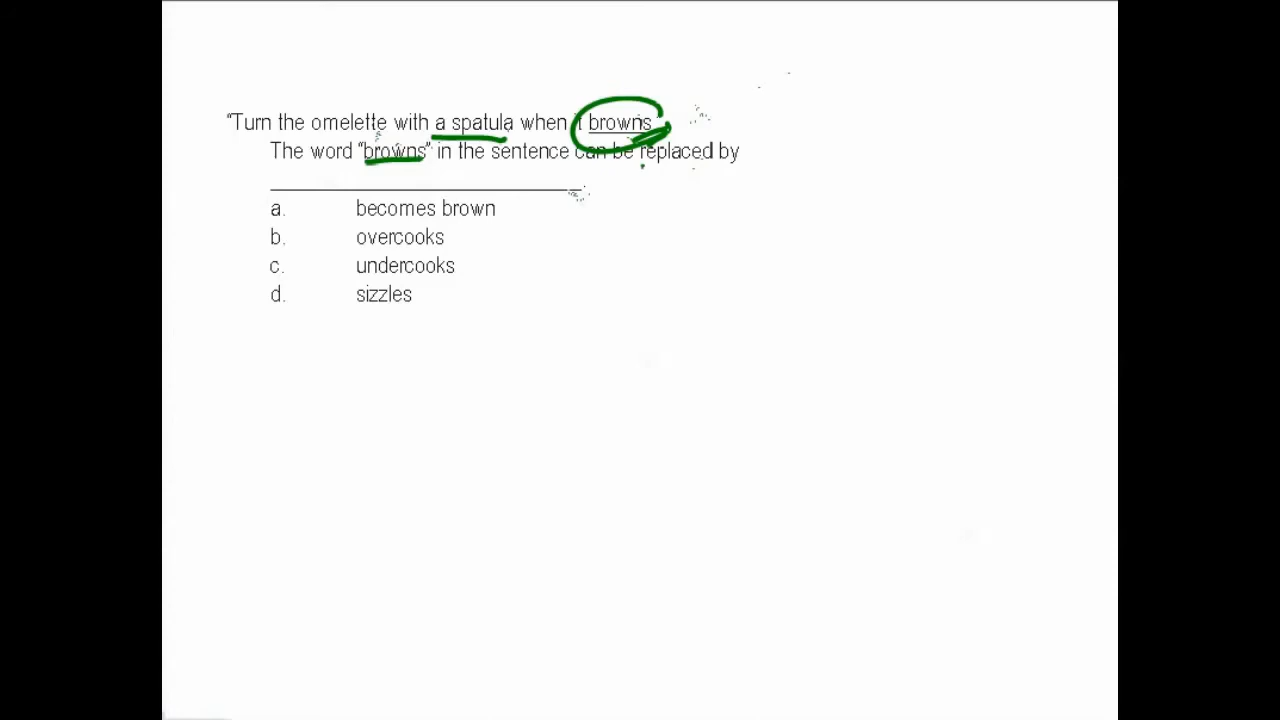 “Turn the omelette with a spatula when it browns.”
The word “browns” in the sentence can be replaced by
a. becomes brown
b. overcooks
c. undercooks
d. sizzles